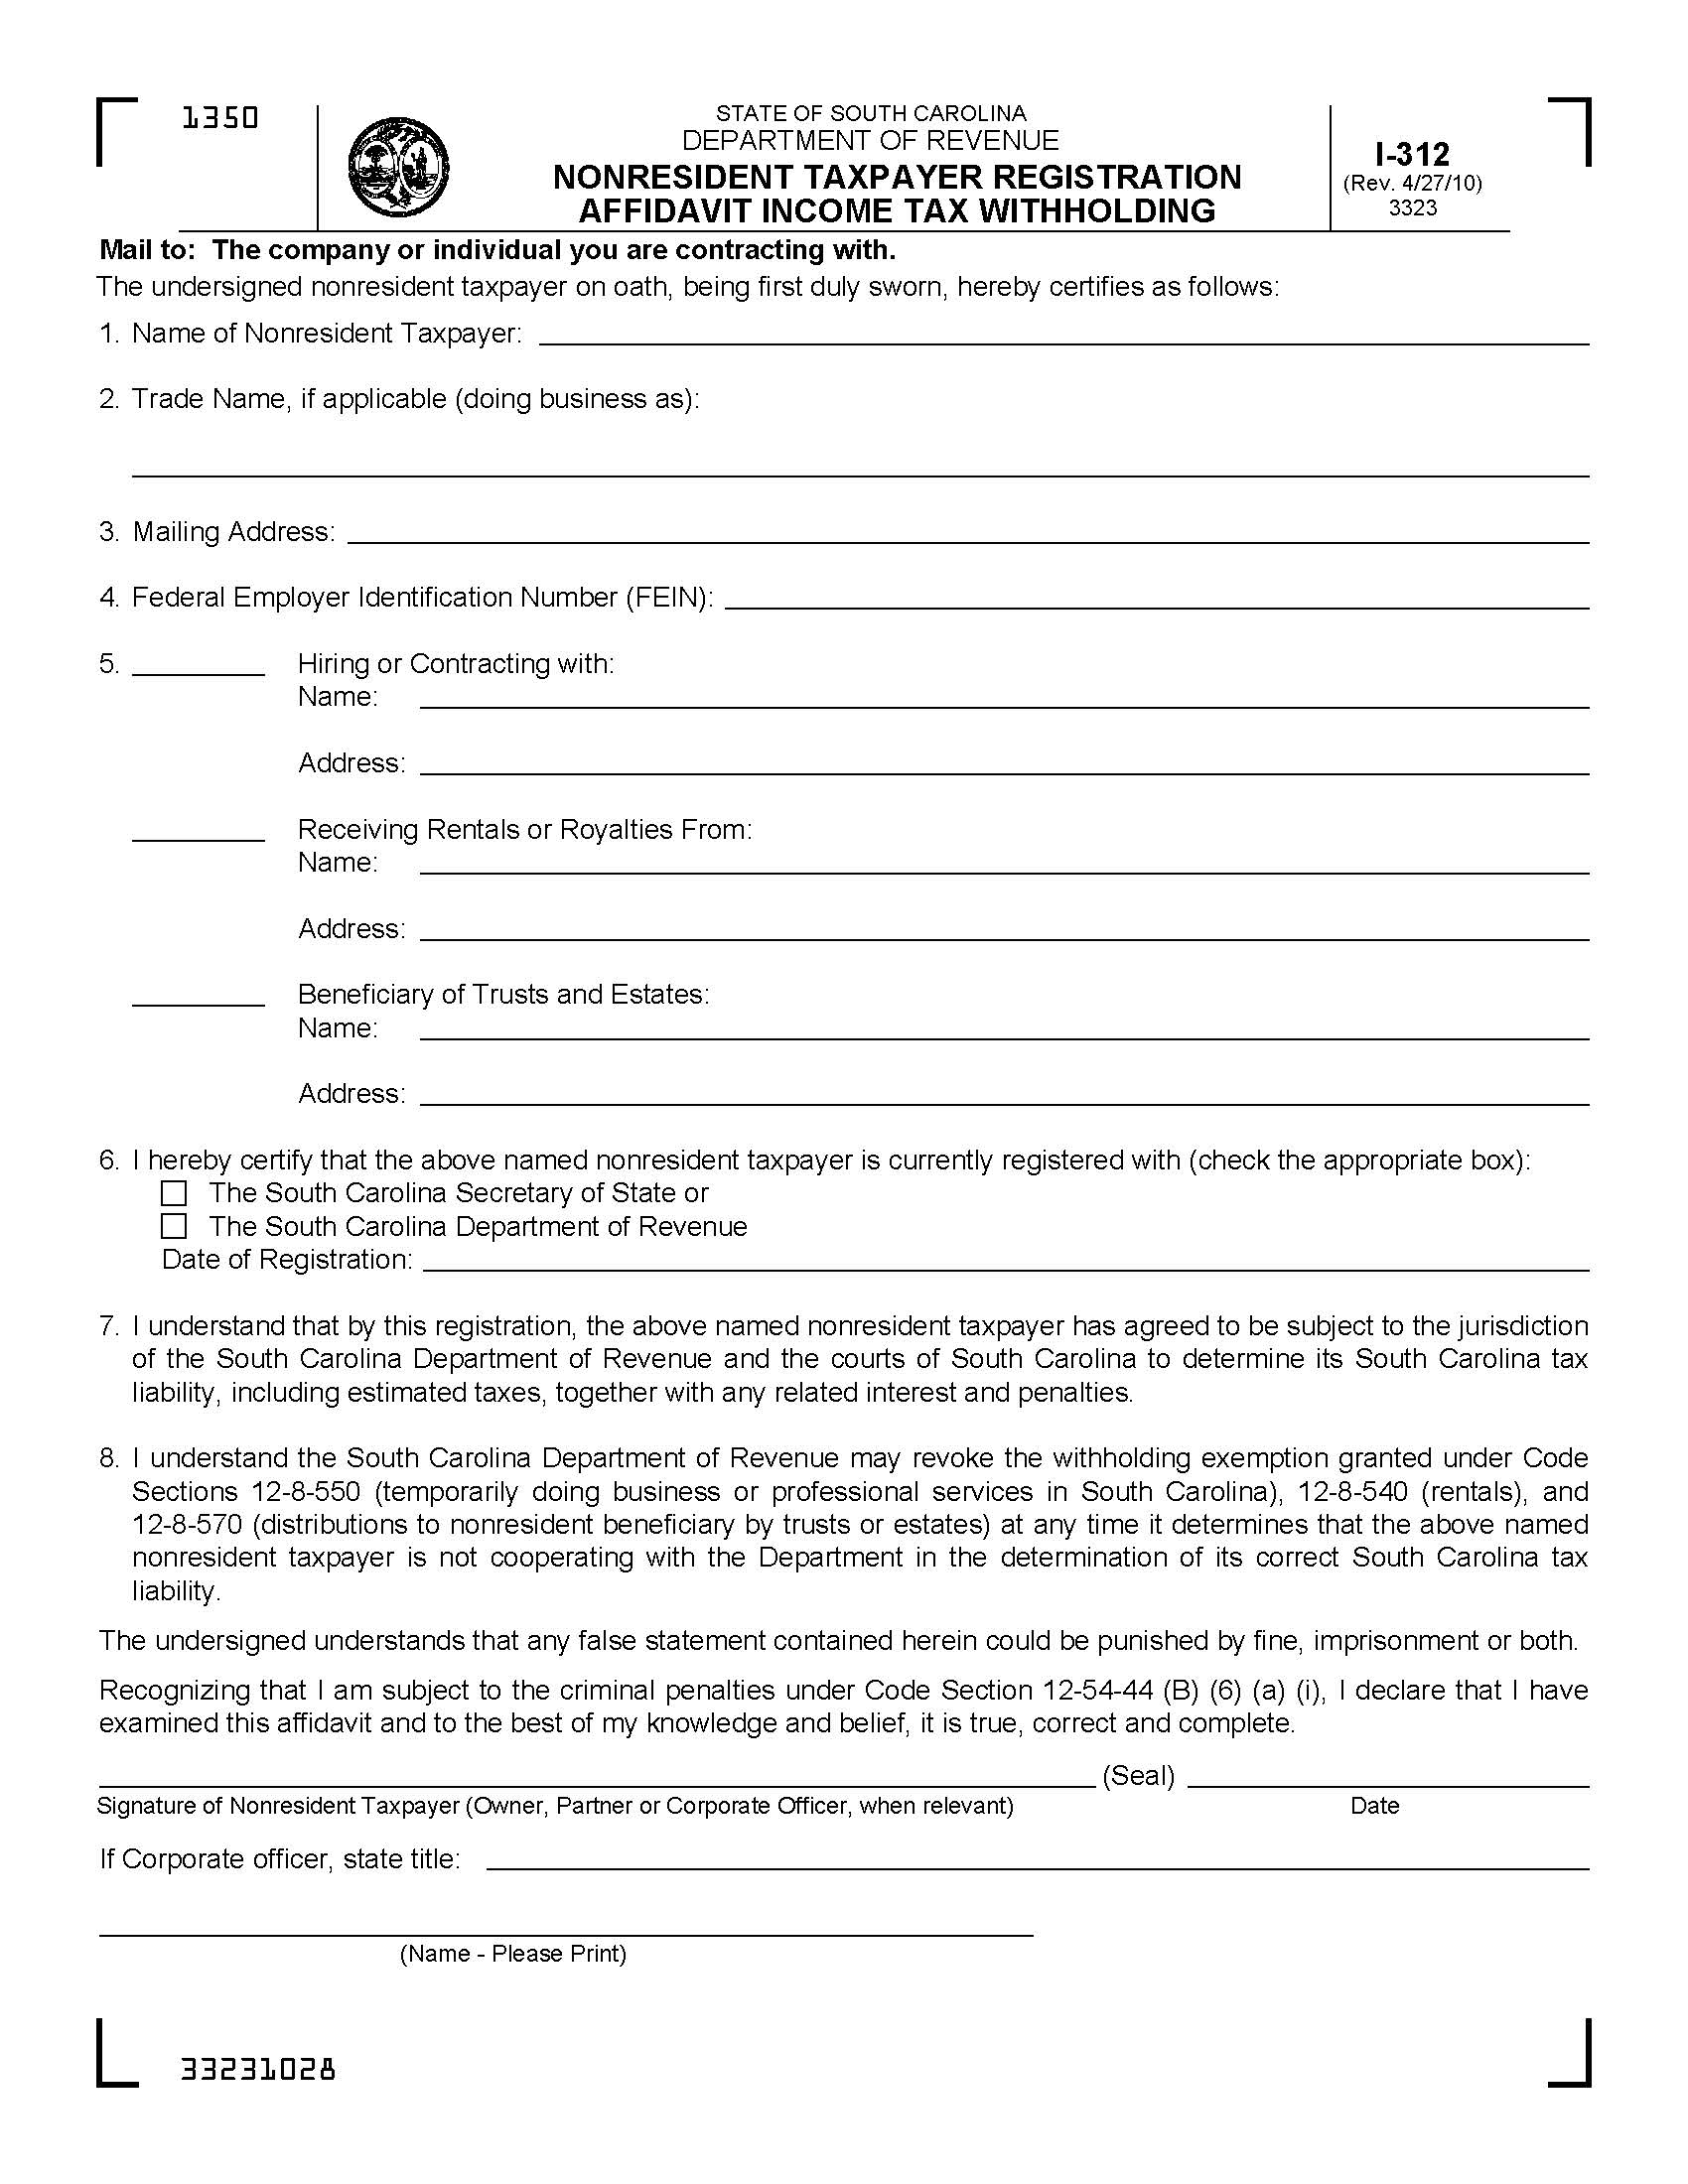 1350
STATE OF SOUTH CAROLINA
DEPARTMENT OF REVENUE
NONRESIDENT TAXPAYER REGISTRATION
AFFIDAVIT INCOME TAX WITHHOLDING
I-312
(Rev. 4/27/10)
3323
Mail to: The company or individual you are contracting with.
The undersigned nonresident taxpayer on oath, being first duly sworn, hereby certifies as follows:
1. Name of Nonresident Taxpayer:
2. Trade Name, if applicable (doing business as):
3. Mailing Address:
4. Federal Employer Identification Number (FEIN):
5. Hiring or Contracting with:
Name:
Address:
Receiving Rentals or Royalties From:
Name:
Address:
Beneficiary of Trusts and Estates:
Name:
Address:
6. I hereby certify that the above named nonresident taxpayer is currently registered with (check the appropriate box):
The South Carolina Secretary of State or
The South Carolina Department of Revenue
Date of Registration:
7. I understand that by this registration, the above named nonresident taxpayer has agreed to be subject to the jurisdiction
of the South Carolina Department of Revenue and the courts of South Carolina to determine its South Carolina tax
liability, including estimated taxes, together with any related interest and penalties.
8. I understand the South Carolina Department of Revenue may revoke the withholding exemption granted under Code
Sections 12-8-550 (temporarily doing business or professional services in South Carolina), 12-8-540 (rentals), and
12-8-570 (distributions to nonresident beneficiary by trusts or estates) at any time it determines that the above named
nonresident taxpayer is not cooperating with the Department in the determination of its correct South Carolina tax
liability.
The undersigned understands that any false statement contained herein could be punished by fine, imprisonment or both.
Recognizing that I am subject to the criminal penalties under Code Section 12-54-44 (B) (6) (a) (i), I declare that I have
examined this affidavit and to the best of my knowledge and belief, it is true, correct and complete.
(Seal)
Signature of Nonresident Taxpayer (Owner, Partner or Corporate Officer, when relevant) Date
If Corporate officer, state title:
(Name - Please Print)
33231028